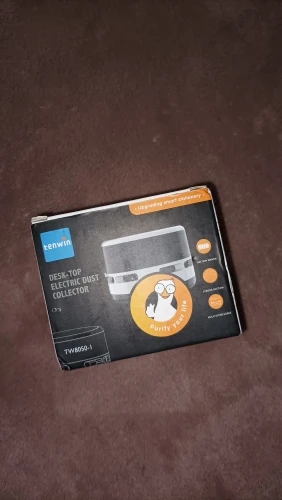 Upgrading smart stationery
tenwin
DESK-TOP
ELECTRIC DUST
COLLECTOR
Purify your life
TW8050-1